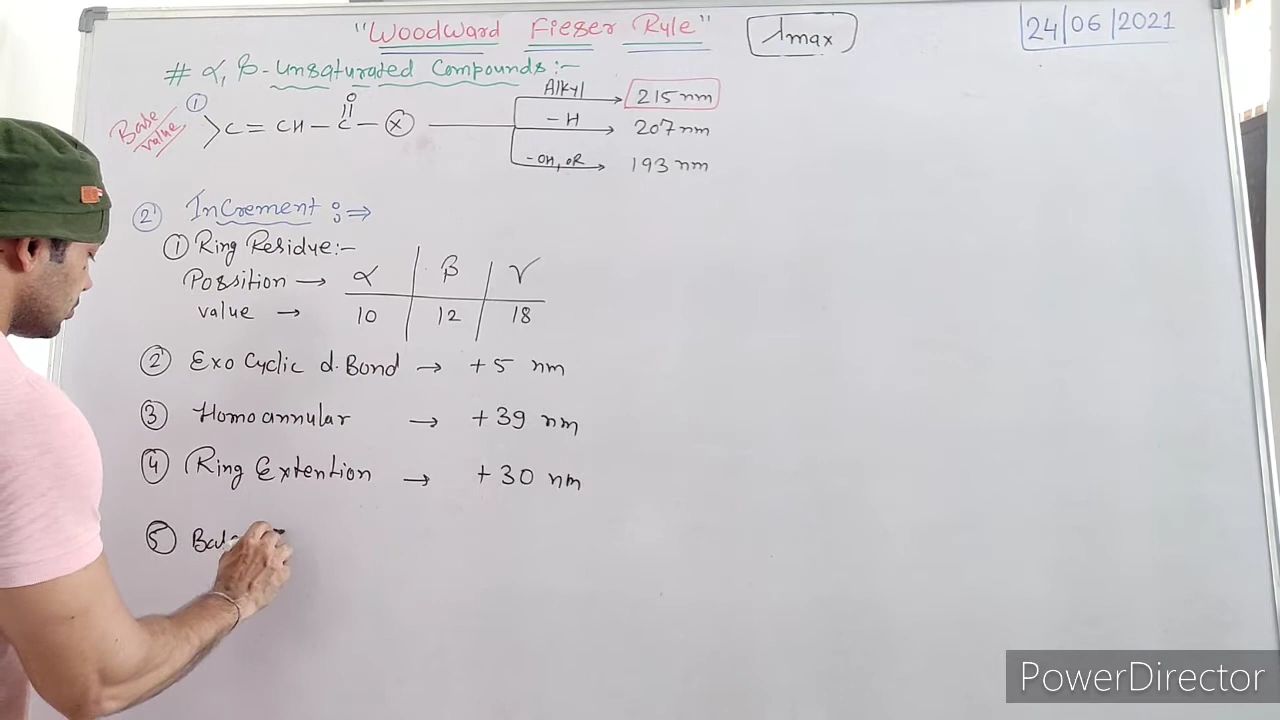 "Woodward Fieser Rule" λmax 24/06/2021
# α, β-Unsaturated Compounds:-
Base value ① >C = CH - C - Ⓧ
O
Alkyl → 215 nm
- H → 207 nm
- OH, OR → 193 nm
② Increment :⇒
① Ring Residue:-
Possition → α | β | γ
value → 10 | 12 | 18
② Exo Cyclic d. Bond → +5 nm
③ Homoannular → +39 nm
④ Ring Extention → +30 nm
⑤
PowerDirector